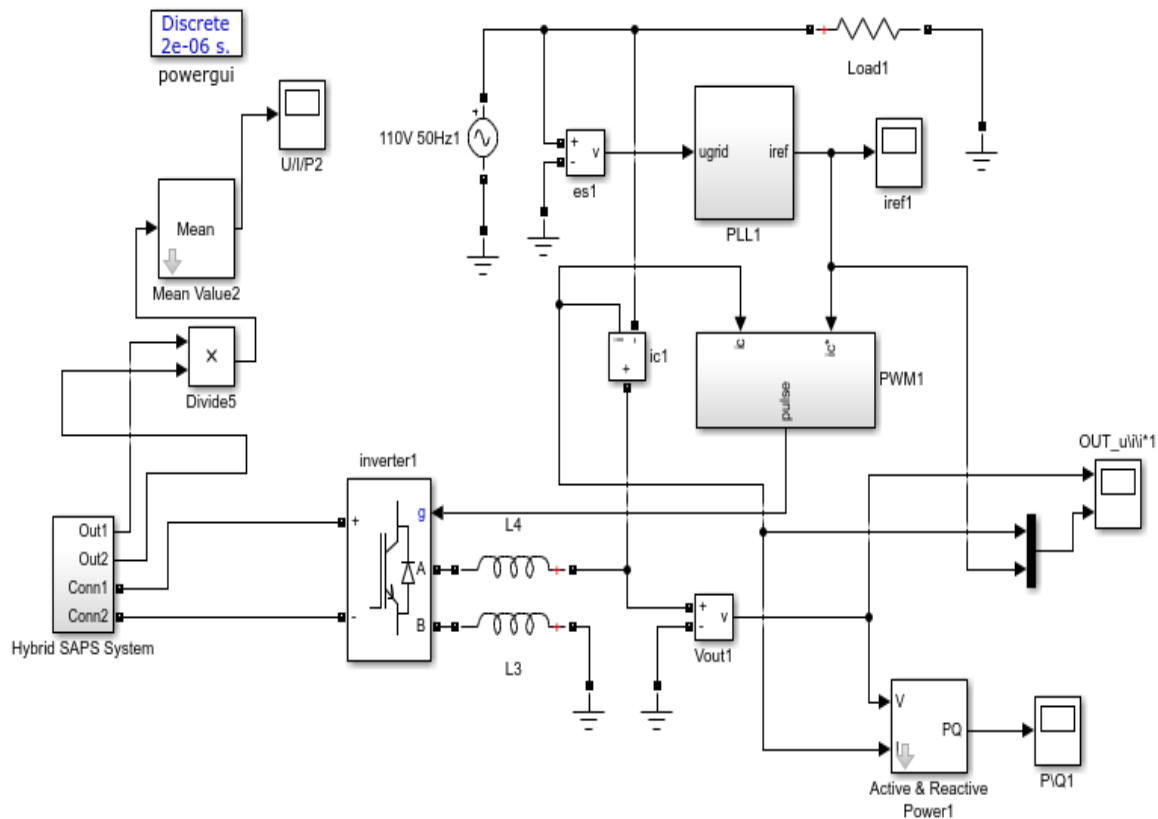 Discrete
2e-06 s.
powergui
U/I/P2
Mean
Mean Value2
×
Divide5
110V 50Hz1
+
+
-
v
es1
ugrid
iref
PLL1
iref1
+
Load1
i
-
+
ic1
ic
ic*
pulse
PWM1
OUT_u\i\i*1
inverter1
+
-
g
A
B
L4
+
L3
+
Out1
Out2
Conn1
Conn2
Hybrid SAPS System
+
-
v
Vout1
V
I
PQ
Active & Reactive
Power1
P\Q1